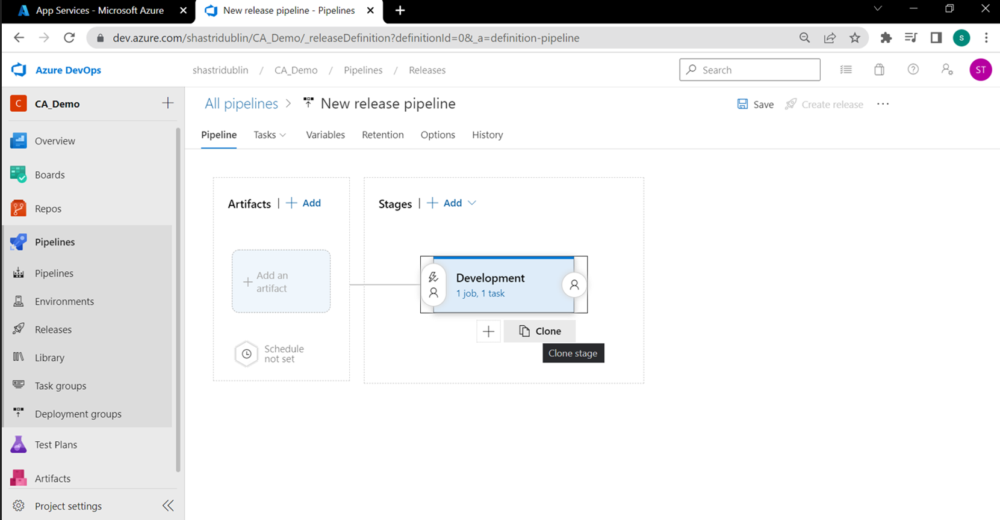 App Services - Microsoft Azure
New release pipeline - Pipelines
dev.azure.com/shastridublin/CA_Demo/_releaseDefinition?definitionId=0&_a=definition-pipeline
S
Azure DevOps
shastridublin / CA_Demo / Pipelines / Releases
Search
ST
C CA_Demo
Overview
Boards
Repos
Pipelines
Pipelines
Environments
Releases
Library
Task groups
Deployment groups
Test Plans
Artifacts
Project settings
All pipelines > New release pipeline
Save
Create release
Pipeline Tasks Variables Retention Options History
Artifacts | + Add
+ Add an
artifact
Schedule
not set
Stages | + Add
Development
1 job, 1 task
Clone
Clone stage